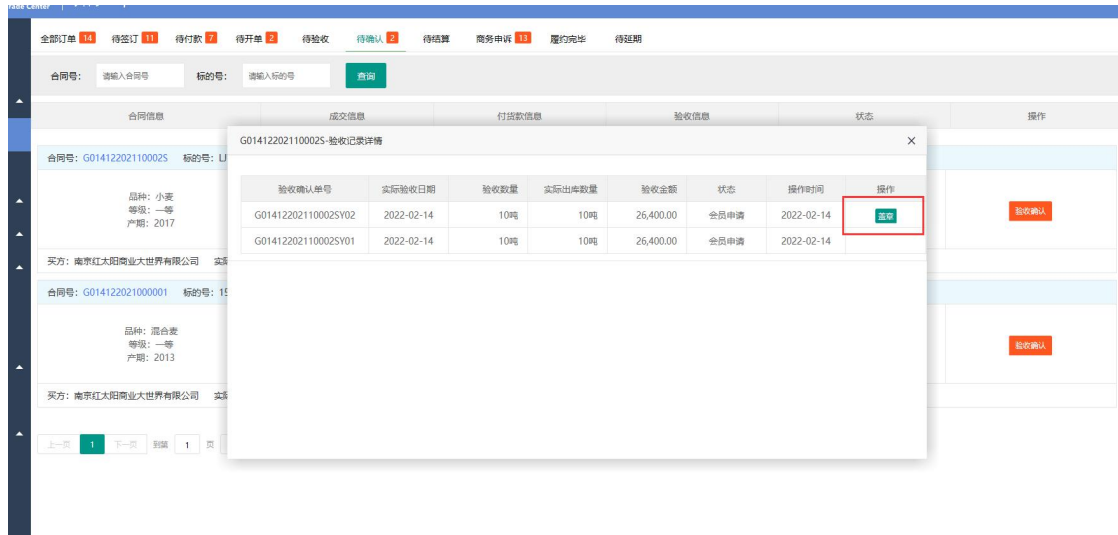 rade Center
全部订单 14 待签订 11 待付款 7 待开单 2 待验收 待确认 2 待结算 商务申诉 13 履约完毕 待延期
合同号： 请输入合同号 标的号： 请输入标的号 查询
合同信息 成交信息 付货款信息 验收信息 状态 操作
G014122021​10002S-验收记录详情 ×
合同号：G01412202110002S 标的号：LJ
验收确认单号 实际验收日期 验收数量 实际出库数量 验收金额 状态 操作时间 操作
品种：小麦
等级：一等
产期：2017
G01412202110002SY02 2022-02-14 10吨 10吨 26,400.00 会员申请 2022-02-14 盖章
验收确认
G01412202110002SY01 2022-02-14 10吨 10吨 26,400.00 会员申请 2022-02-14
买方：南京红太阳商业大世界有限公司 实际
合同号：G014122021000001 标的号：15
品种：混合麦
等级：一等
产期：2013
验收确认
买方：南京红太阳商业大世界有限公司 实际
上一页 1 下一页 到第 1 页